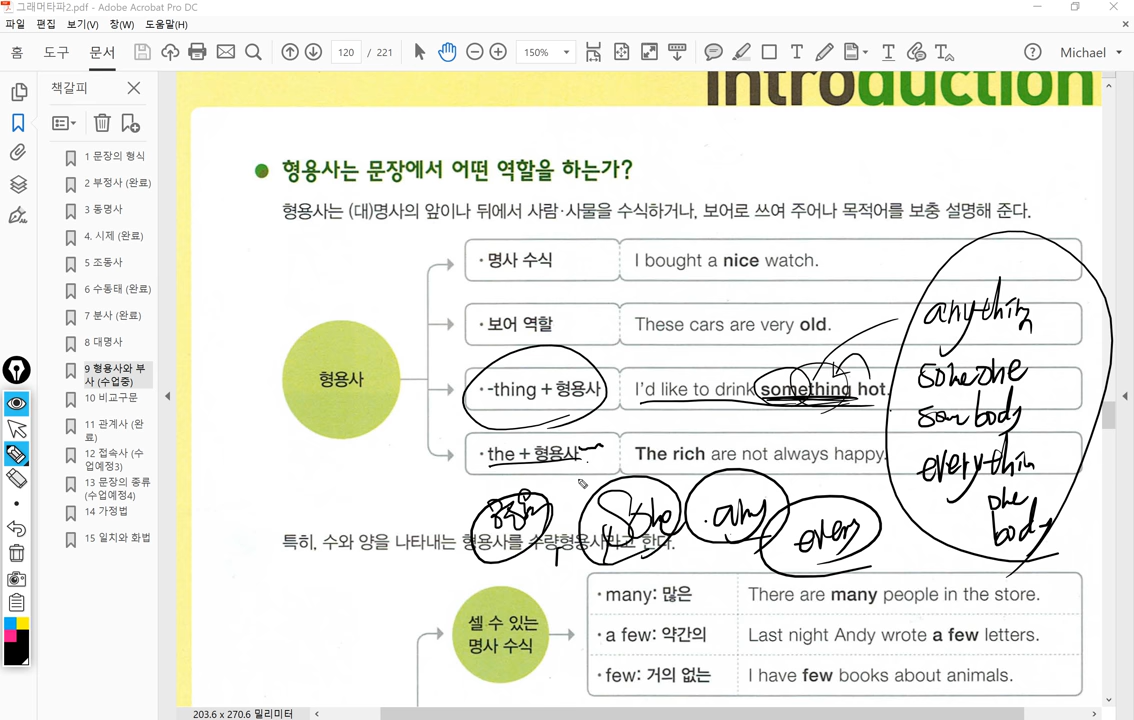 그래머타파2.pdf - Adobe Acrobat Pro DC
파일 편집 보기(V) 창(W) 도움말(H)
홈 도구 문서 120 / 221 150% Michael
책갈피
1 문장의 형식
2 부정사 (완료)
3 동명사
4. 시제 (완료)
5 조동사
6 수동태 (완료)
7 분사 (완료)
8 대명사
9 형용사와 부
사 (수업중)
10 비교구문
11 관계사 (완
료)
12 접속사 (수
업예정3)
13 문장의 종류
(수업예정4)
14 가정법
15 일치와 화법
introduction
형용사는 문장에서 어떤 역할을 하는가?
형용사는 (대)명사의 앞이나 뒤에서 사람·사물을 수식하거나, 보어로 쓰여 주어나 목적어를 보충 설명해 준다.
형용사
·명사 수식 I bought a nice watch.
·보어 역할 These cars are very old.
·-thing + 형용사 I'd like to drink something hot.
·the + 형용사 The rich are not always happy.
anything
someone
somebody
everythin
one
body
any
every
특히, 수와 양을 나타내는 형용사를 수량형용사라고 한다.
셀 수 있는
명사 수식
·many: 많은 There are many people in the store.
·a few: 약간의 Last night Andy wrote a few letters.
·few: 거의 없는 I have few books about animals.
203.6 x 270.6 밀리미터